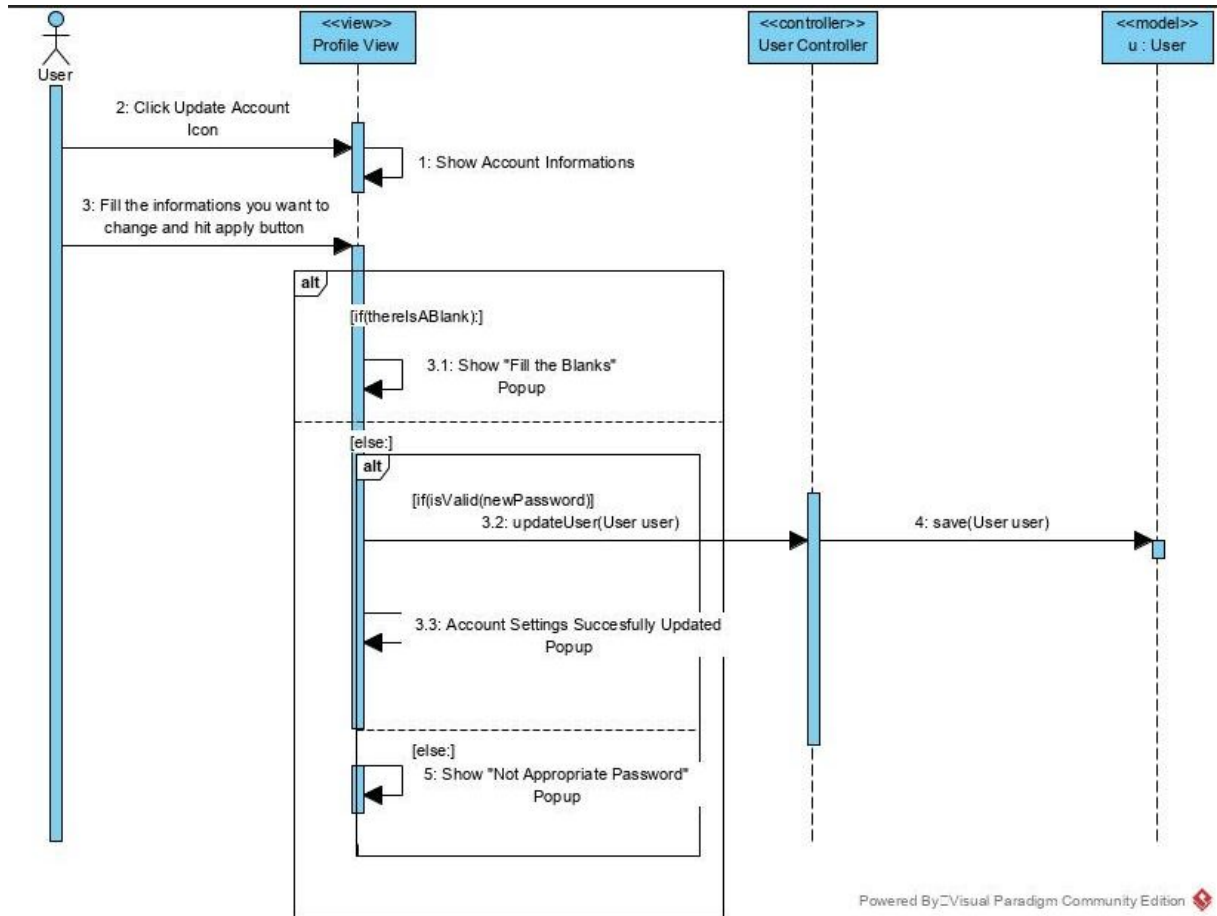 <<view>>
Profile View
<<controller>>
User Controller
<<model>>
u : User
User
2: Click Update Account
Icon
1: Show Account Informations
3: Fill the informations you want to
change and hit apply button
alt
[if(thereIsABlank):]
3.1: Show "Fill the Blanks"
Popup
[else:]
alt
[if(isValid(newPassword)]
3.2: updateUser(User user)
4: save(User user)
3.3: Account Settings Succesfully Updated
Popup
[else:]
5: Show "Not Appropriate Password"
Popup
Powered By Visual Paradigm Community Edition